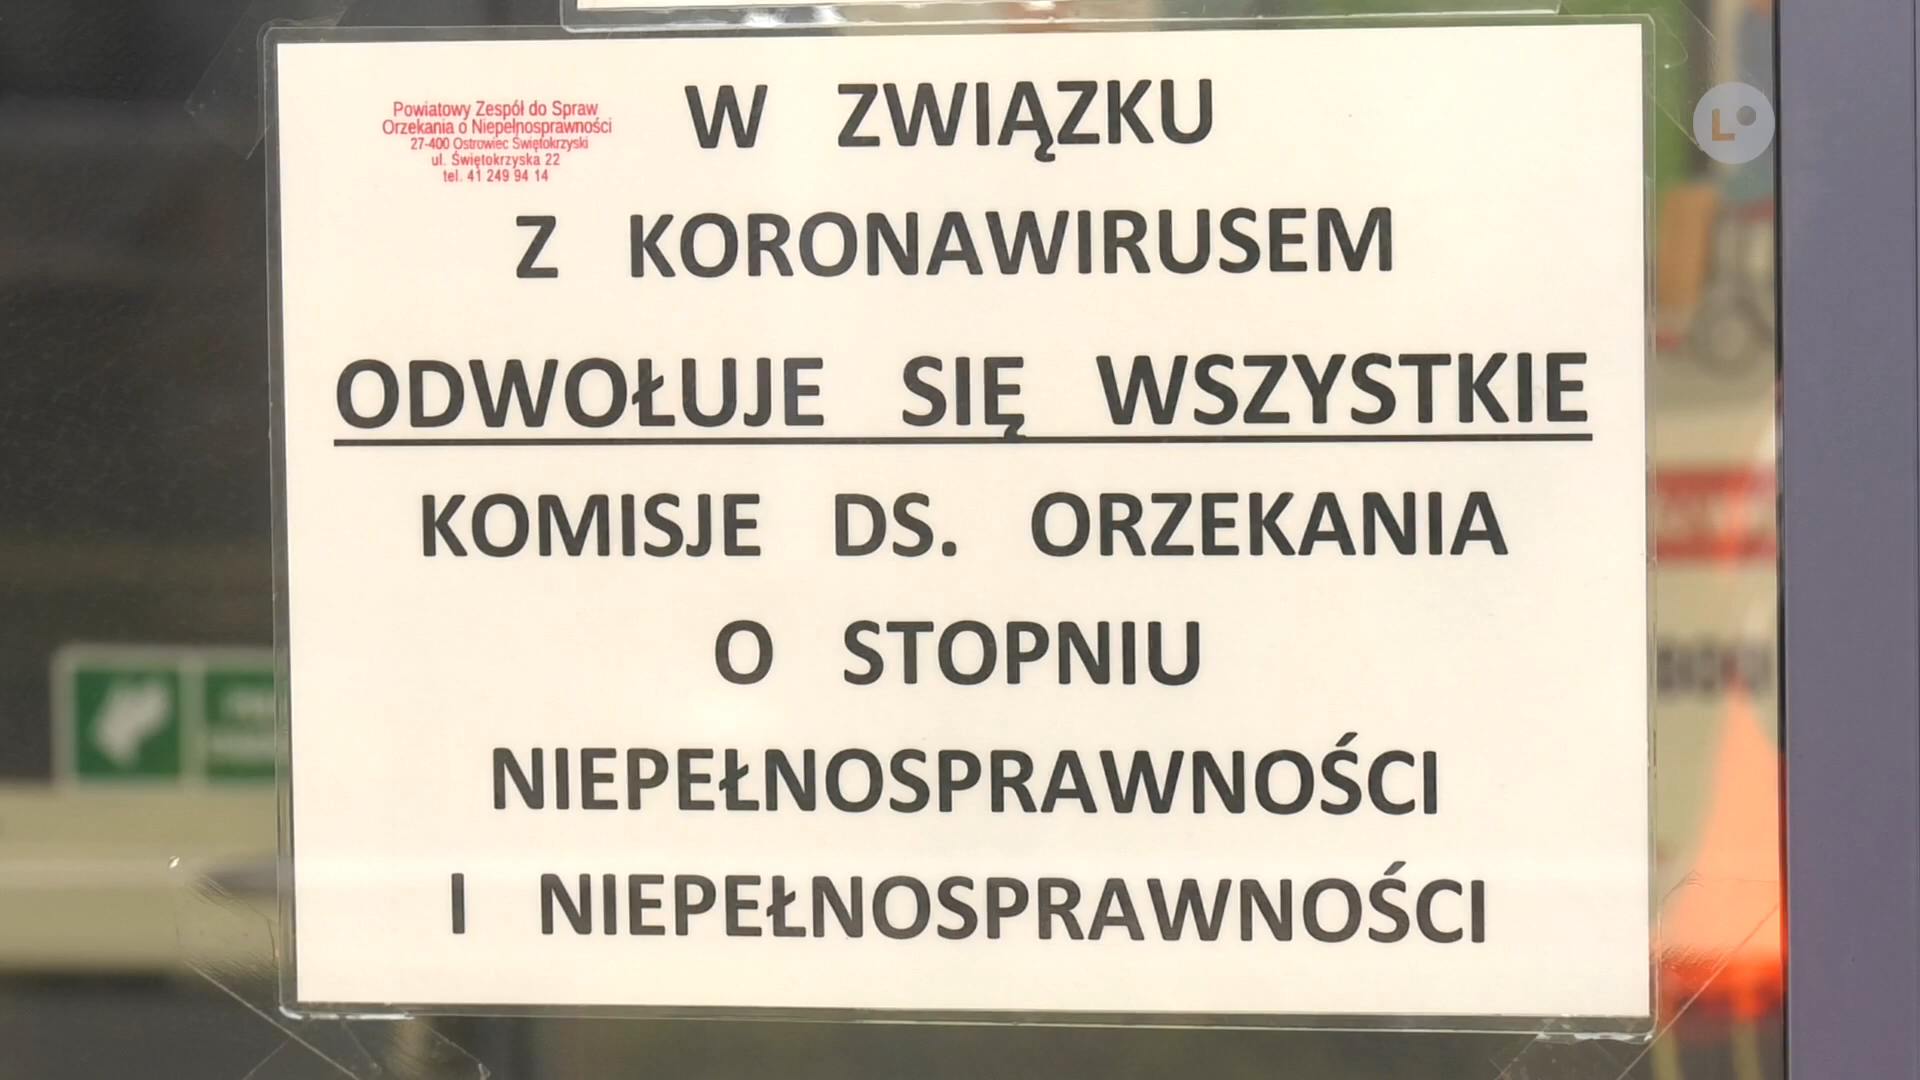 Powiatowy Zespół do Spraw
Orzekania o Niepełnosprawności
27-400 Ostrowiec Świętokrzyski
ul. Świętokrzyska 22
tel. 41 249 94 14
W ZWIĄZKU
Z KORONAWIRUSEM
ODWOŁUJE SIĘ WSZYSTKIE
KOMISJE DS. ORZEKANIA
O STOPNIU
NIEPEŁNOSPRAWNOŚCI
I NIEPEŁNOSPRAWNOŚCI
L